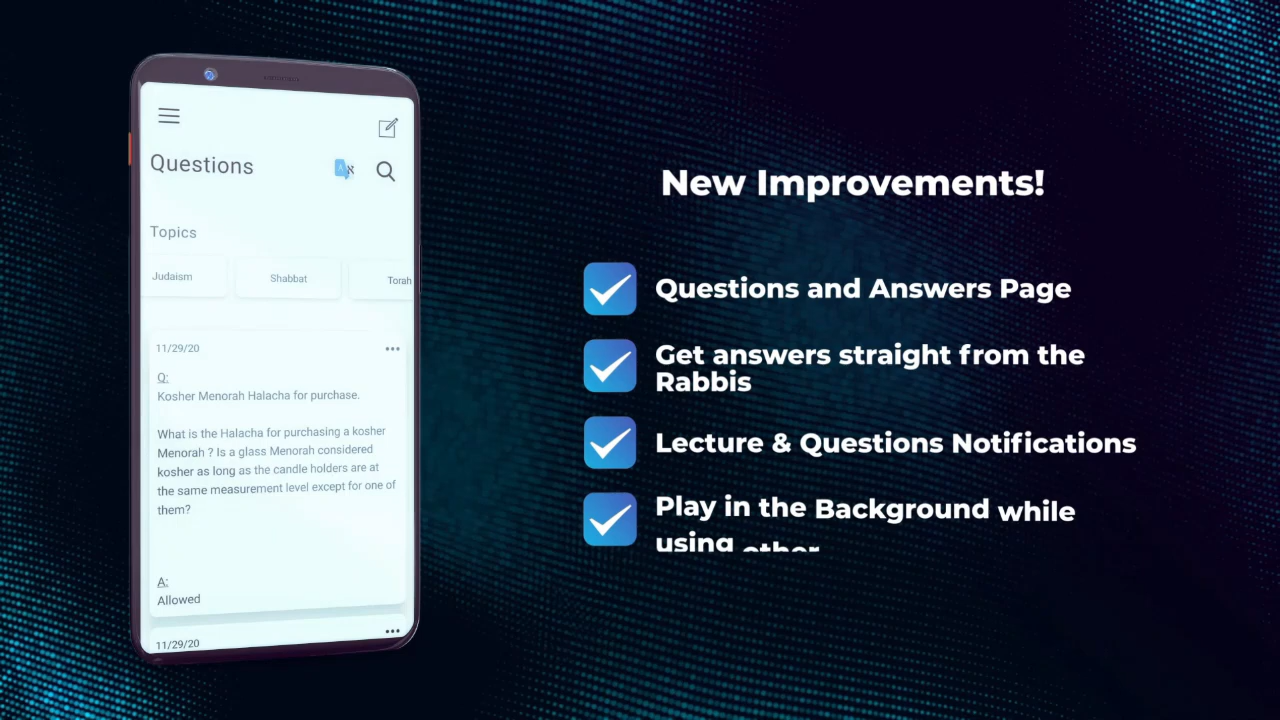 Questions
Topics
Judaism
Shabbat
Torah
11/29/20
Q:
Kosher Menorah Halacha for purchase.
What is the Halacha for purchasing a kosher
Menorah ? Is a glass Menorah considered
kosher as long as the candle holders are at
the same measurement level except for one of
them?
A:
Allowed
11/29/20
New Improvements!
Questions and Answers Page
Get answers straight from the
Rabbis
Lecture & Questions Notifications
Play in the Background while
using other